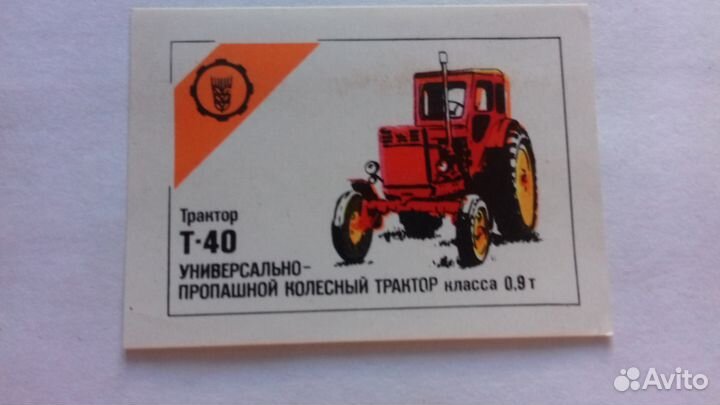 Трактор
Т-40
УНИВЕРСАЛЬНО-
ПРОПАШНОЙ КОЛЕСНЫЙ ТРАКТОР класса 0.9 т
Avito